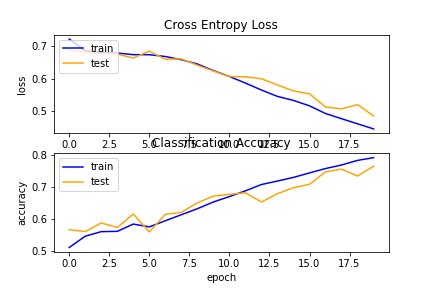 Cross Entropy Loss
0.7
0.6
0.5
loss
train
test
0.0 2.5 5.0 7.5 10.0 12.5 15.0 17.5
Classification Accuracy
0.8
0.7
0.6
0.5
accuracy
train
test
0.0 2.5 5.0 7.5 10.0 12.5 15.0 17.5
epoch